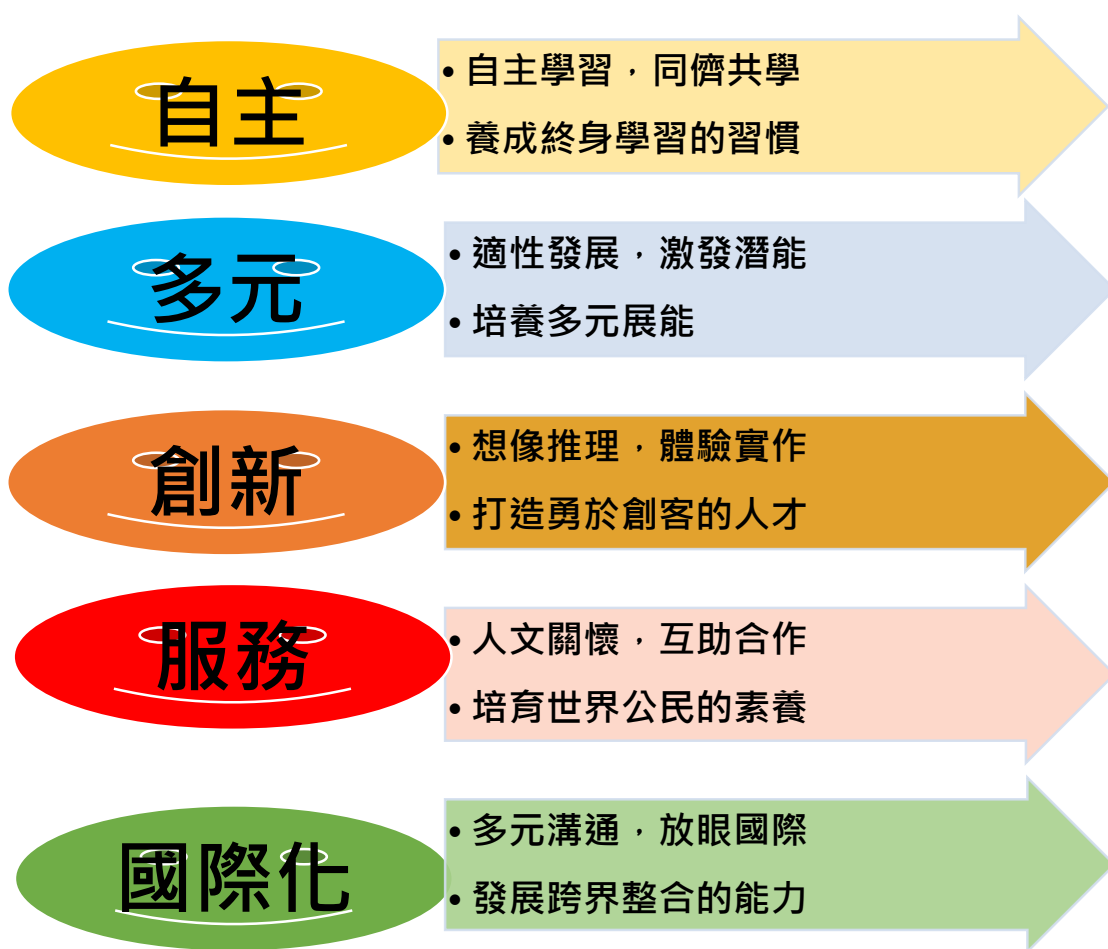 自主
• 自主學習，同儕共學
• 養成終身學習的習慣
多元
• 適性發展，激發潛能
• 培養多元展能
創新
• 想像推理，體驗實作
• 打造勇於創客的人才
服務
• 人文關懷，互助合作
• 培育世界公民的素養
國際化
• 多元溝通，放眼國際
• 發展跨界整合的能力